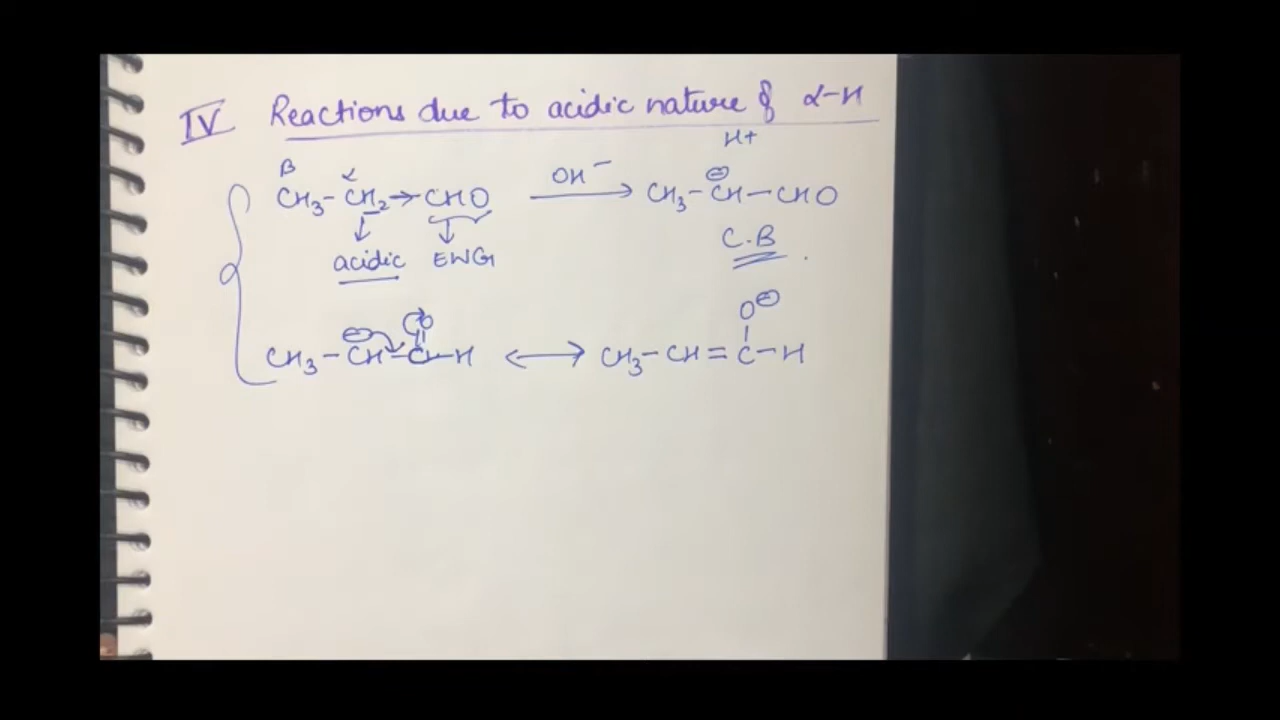 IV Reactions due to acidic nature of α-H
H+
β α
CH₃-CH₂→CHO OH⁻ → CH₃-CH-CHO
⊖
acidic EWG C.B.
O⊖
⊖ O
CH₃-CH-C-H ↔ CH₃-CH=C-H